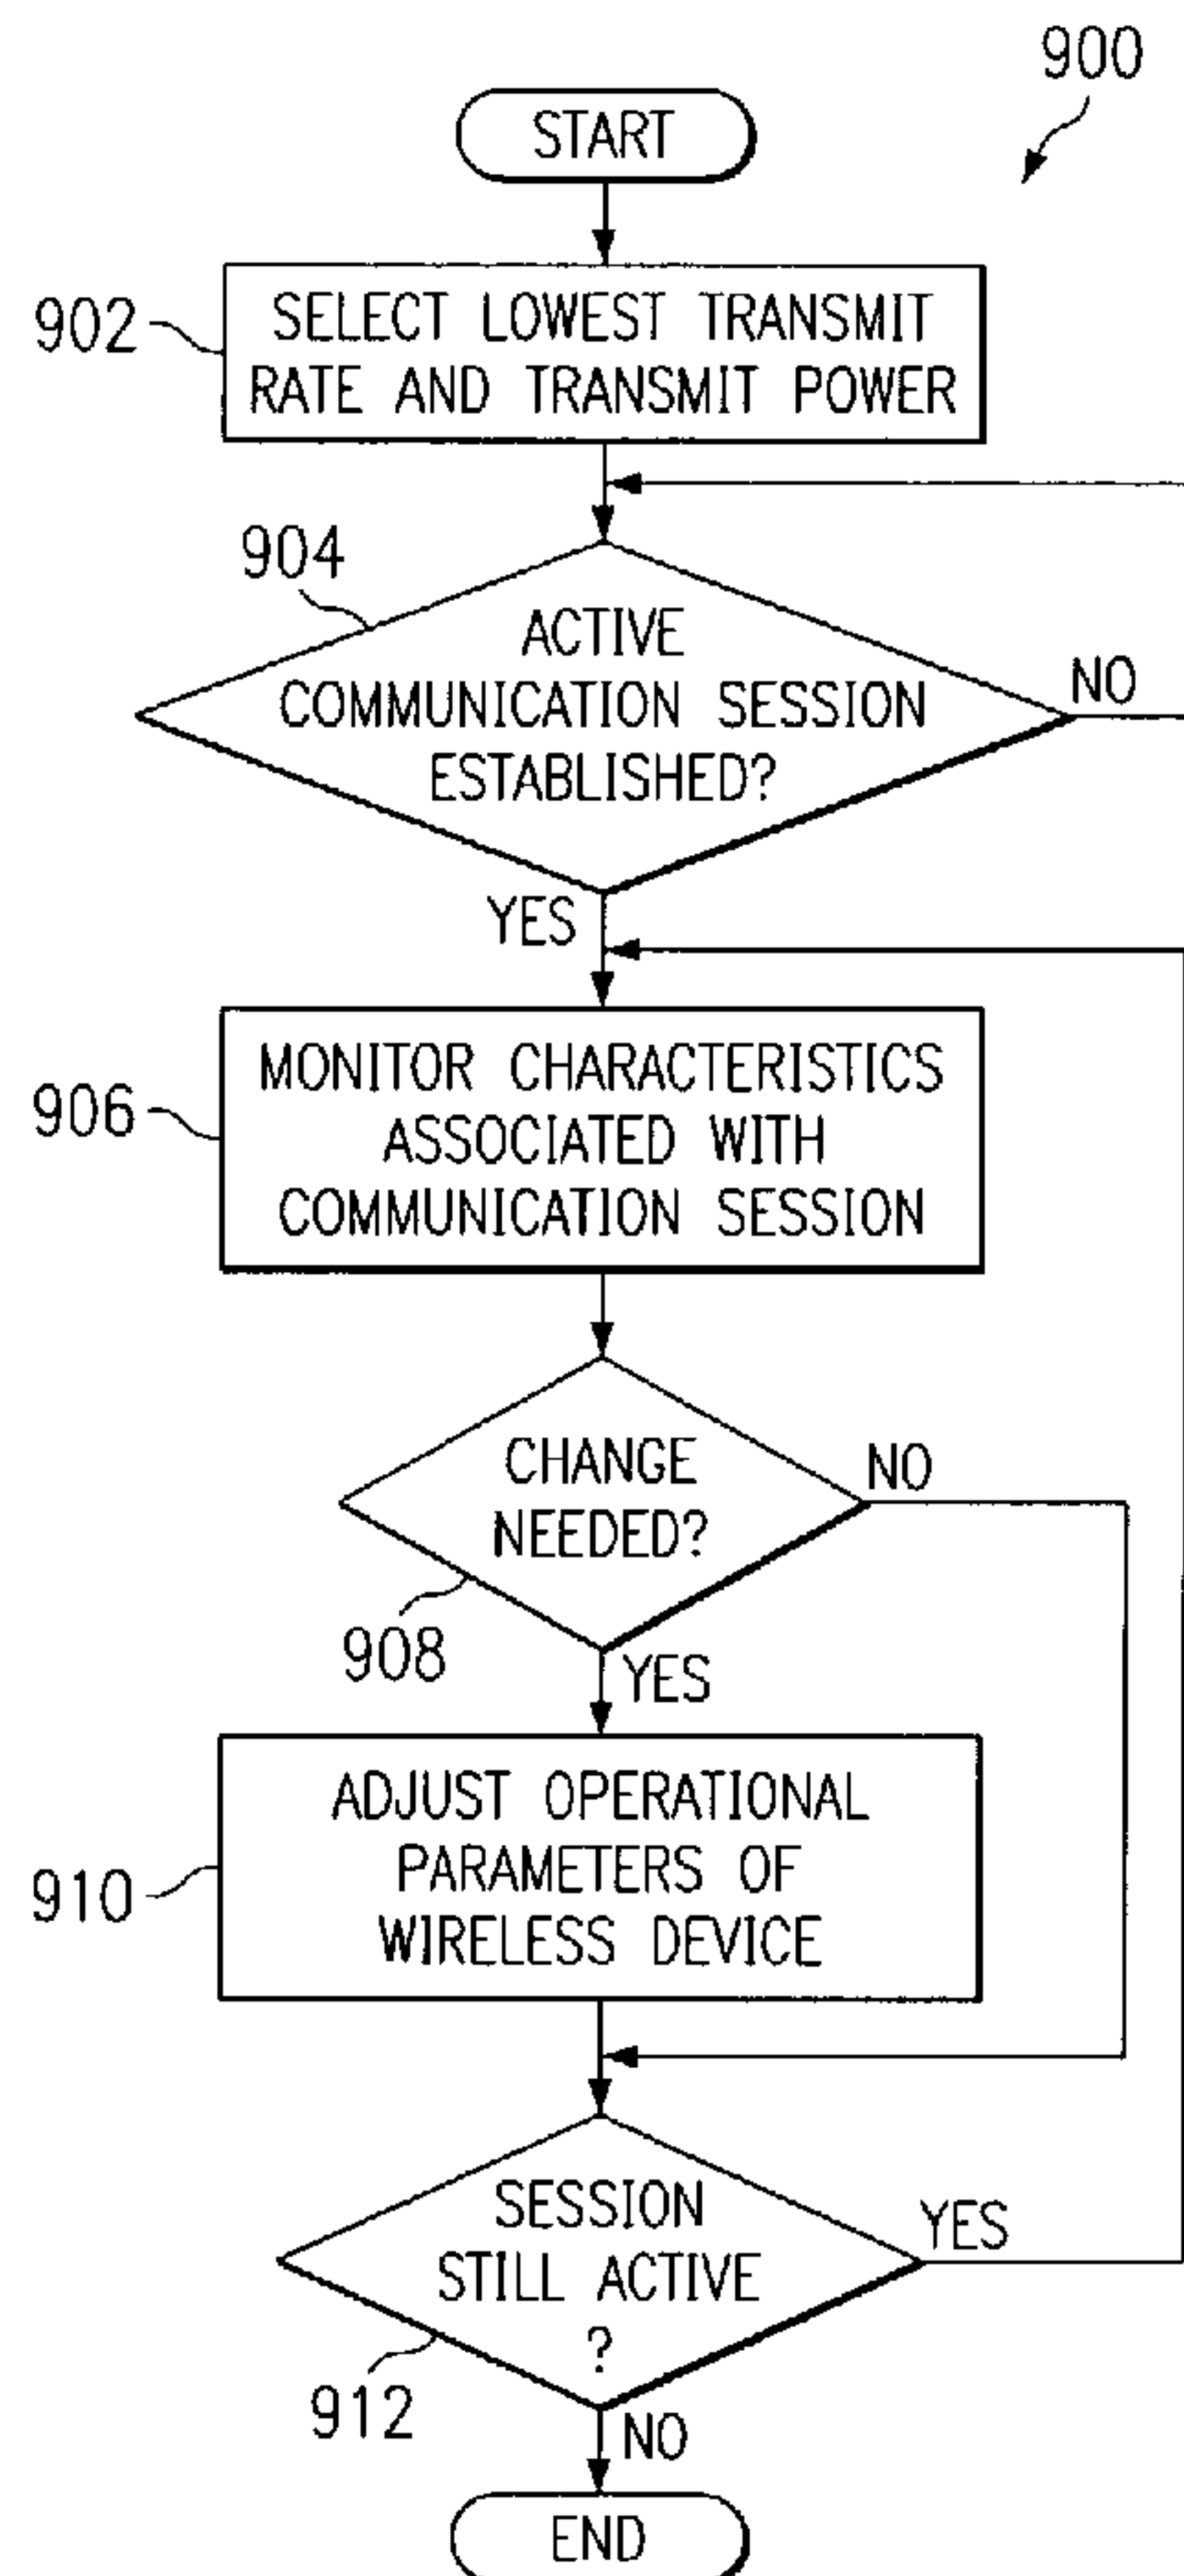 900
START
902
SELECT LOWEST TRANSMIT
RATE AND TRANSMIT POWER
904
ACTIVE
COMMUNICATION SESSION
ESTABLISHED?
NO
YES
906
MONITOR CHARACTERISTICS
ASSOCIATED WITH
COMMUNICATION SESSION
CHANGE
NEEDED?
NO
908
YES
910
ADJUST OPERATIONAL
PARAMETERS OF
WIRELESS DEVICE
SESSION
STILL ACTIVE
?
YES
912
NO
END